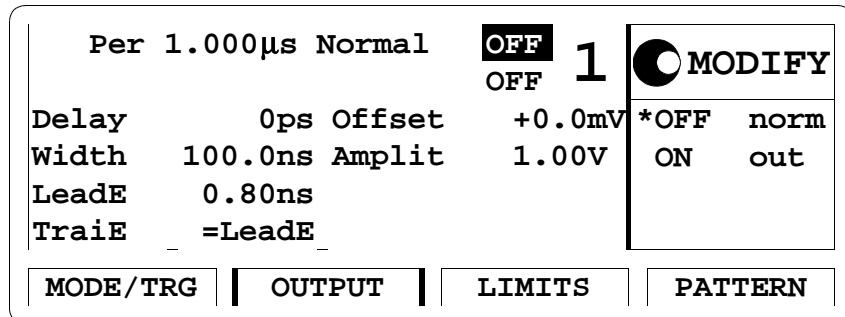 Per 1.000µs Normal OFF 1 MODIFY
OFF
Delay 0ps Offset +0.0mV *OFF norm
Width 100.0ns Amplit 1.00V ON out
LeadE 0.80ns
TraiE =LeadE
MODE/TRG OUTPUT LIMITS PATTERN